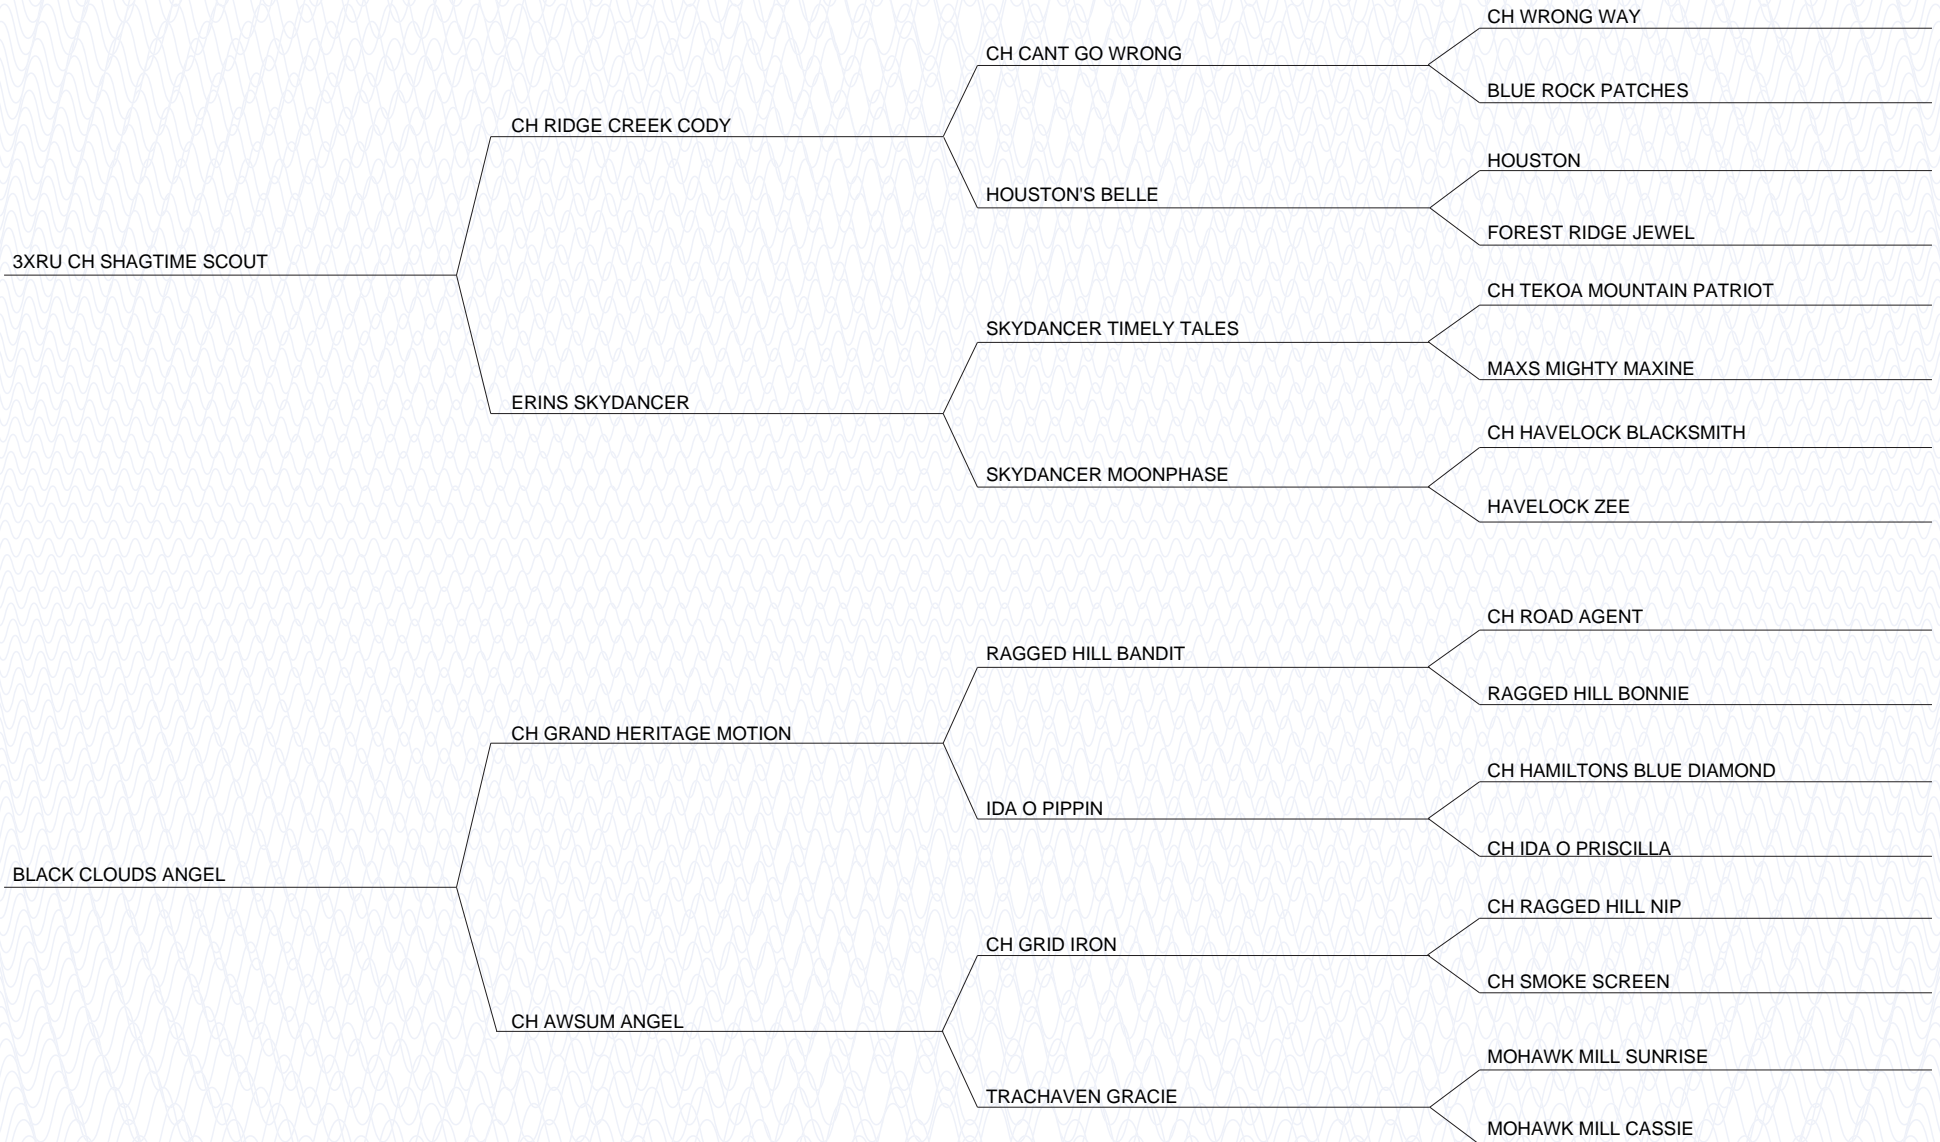 CH WRONG WAY
CH CANT GO WRONG
BLUE ROCK PATCHES
CH RIDGE CREEK CODY
HOUSTON
HOUSTON'S BELLE
FOREST RIDGE JEWEL
3XRU CH SHAGTIME SCOUT
CH TEKOA MOUNTAIN PATRIOT
SKYDANCER TIMELY TALES
MAXS MIGHTY MAXINE
ERINS SKYDANCER
CH HAVELOCK BLACKSMITH
SKYDANCER MOONPHASE
HAVELOCK ZEE
CH ROAD AGENT
RAGGED HILL BANDIT
RAGGED HILL BONNIE
CH GRAND HERITAGE MOTION
CH HAMILTONS BLUE DIAMOND
IDA O PIPPIN
CH IDA O PRISCILLA
BLACK CLOUDS ANGEL
CH RAGGED HILL NIP
CH GRID IRON
CH SMOKE SCREEN
CH AWSUM ANGEL
MOHAWK MILL SUNRISE
TRACHAVEN GRACIE
MOHAWK MILL CASSIE